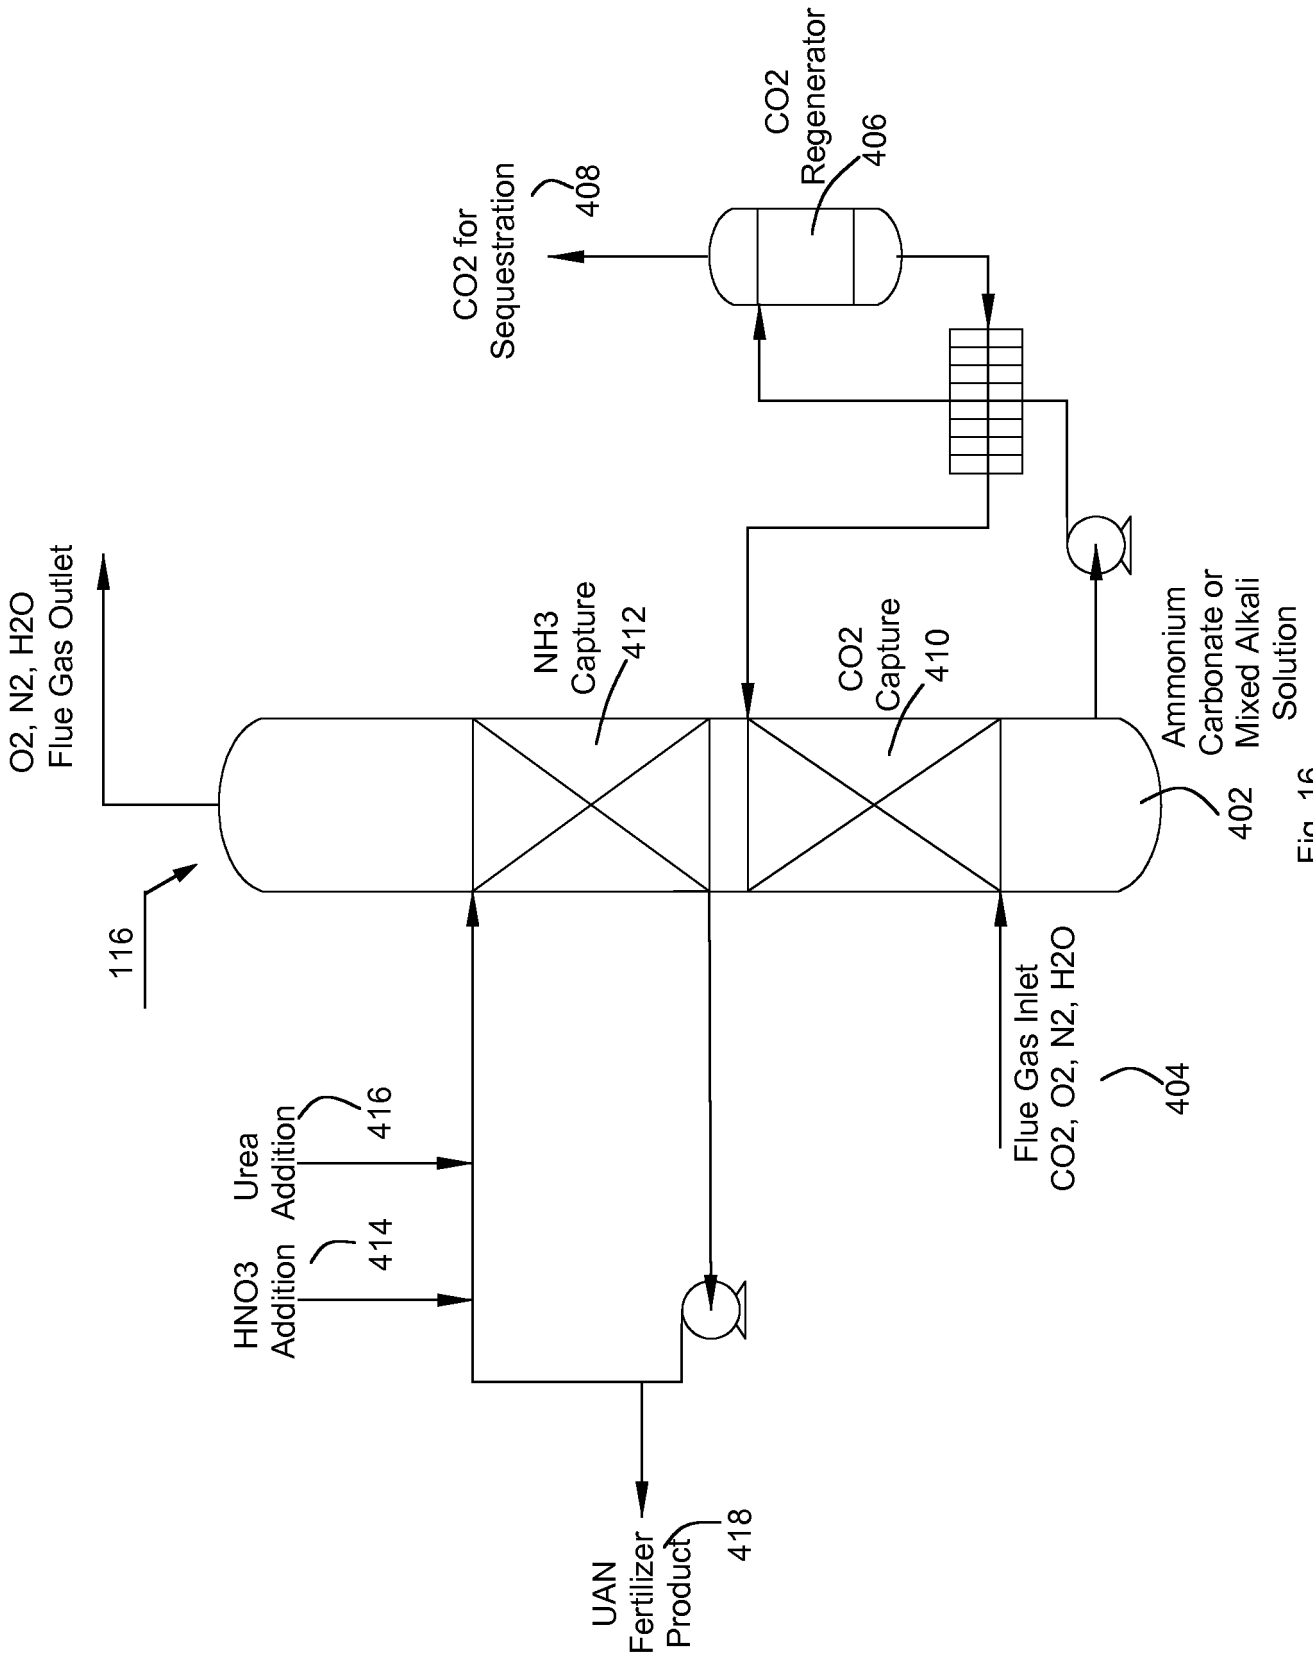 O2, N2, H2O
Flue Gas Outlet
116
CO2 for
Sequestration
408
CO2
Regenerator
406
HNO3
Addition
414
Urea
Addition
416
NH3
Capture
412
CO2
Capture
410
UAN
Fertilizer
Product
418
Flue Gas Inlet
CO2, O2, N2, H2O
404
402
Ammonium
Carbonate or
Mixed Alkali
Solution
Fig. 16